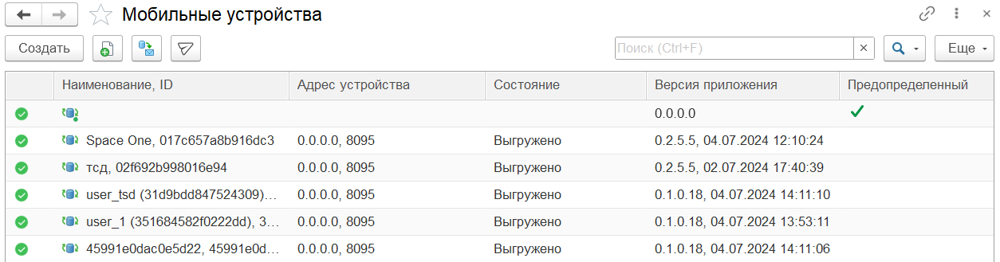 Мобильные устройства
Создать Поиск (Ctrl+F) Еще
Наименование, ID Адрес устройства Состояние Версия приложения Предопределенный
0.0.0.0
Space One, 017c657a8b916dc3 0.0.0.0, 8095 Выгружено 0.2.5.5, 04.07.2024 12:10:24
тсд, 02f692b998016e94 0.0.0.0, 8095 Выгружено 0.2.5.5, 02.07.2024 17:40:39
user_tsd (31d9bdd847524309)... 0.0.0.0, 8095 Выгружено 0.1.0.18, 04.07.2024 14:11:10
user_1 (351684582f0222dd), 3... 0.0.0.0, 8095 Выгружено 0.1.0.18, 04.07.2024 13:53:11
45991e0dac0e5d22, 45991e0d... 0.0.0.0, 8095 Выгружено 0.1.0.18, 04.07.2024 14:11:06